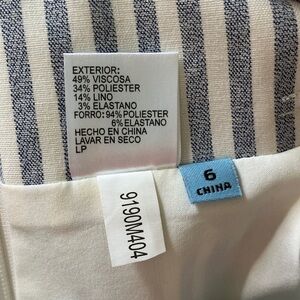 EXTERIOR:
49% VISCOSA
34% POLIESTER
14% LINO
3% ELASTANO
FORRO: 94% POLIESTER
6% ELASTANO
HECHO EN CHINA
LAVAR EN SECO
LP
9190M404
6
CHINA